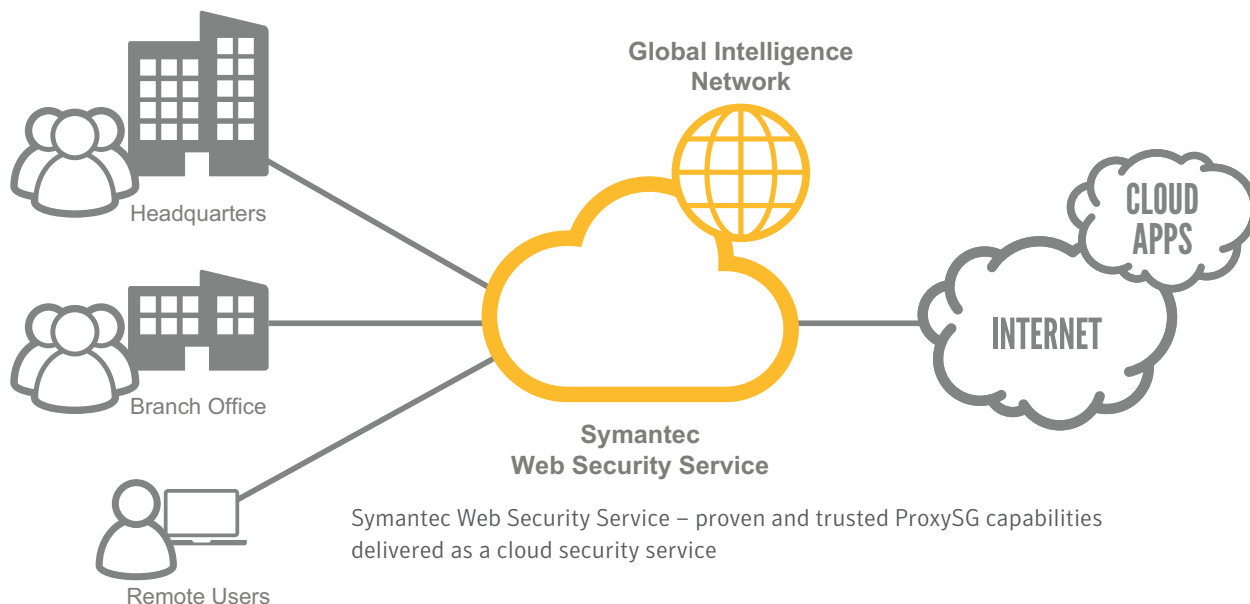 Global Intelligence
Network
Headquarters
CLOUD
APPS
INTERNET
Branch Office
Symantec
Web Security Service
Symantec Web Security Service – proven and trusted ProxySG capabilities
delivered as a cloud security service
Remote Users